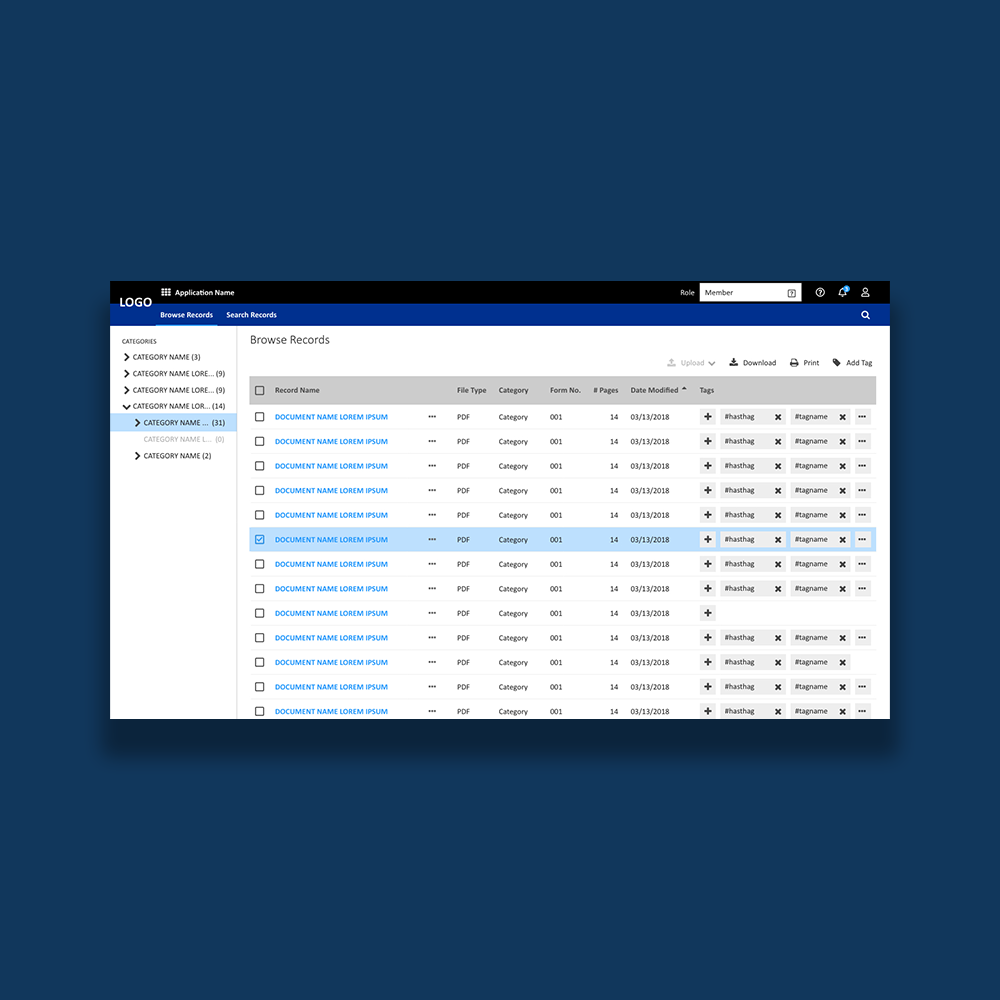 Application Name Role Member
LOGO
Browse Records Search Records
CATEGORIES
CATEGORY NAME (3)
CATEGORY NAME LORE... (9)
CATEGORY NAME LORE... (9)
CATEGORY NAME LOR... (14)
CATEGORY NAME ... (31)
CATEGORY NAME L... (0)
CATEGORY NAME (2)
Browse Records
Upload Download Print Add Tag
Record Name File Type Category Form No. # Pages Date Modified Tags
DOCUMENT NAME LOREM IPSUM ••• PDF Category 001 14 03/13/2018 #hasthag #tagname •••
DOCUMENT NAME LOREM IPSUM ••• PDF Category 001 14 03/13/2018 #hasthag #tagname •••
DOCUMENT NAME LOREM IPSUM ••• PDF Category 001 14 03/13/2018 #hasthag #tagname •••
DOCUMENT NAME LOREM IPSUM ••• PDF Category 001 14 03/13/2018 #hasthag #tagname •••
DOCUMENT NAME LOREM IPSUM ••• PDF Category 001 14 03/13/2018 #hasthag #tagname •••
DOCUMENT NAME LOREM IPSUM ••• PDF Category 001 14 03/13/2018 #hasthag #tagname •••
DOCUMENT NAME LOREM IPSUM ••• PDF Category 001 14 03/13/2018 #hasthag #tagname •••
DOCUMENT NAME LOREM IPSUM ••• PDF Category 001 14 03/13/2018 #hasthag #tagname •••
DOCUMENT NAME LOREM IPSUM ••• PDF Category 001 14 03/13/2018
DOCUMENT NAME LOREM IPSUM ••• PDF Category 001 14 03/13/2018 #hasthag #tagname •••
DOCUMENT NAME LOREM IPSUM ••• PDF Category 001 14 03/13/2018 #hasthag #tagname
DOCUMENT NAME LOREM IPSUM ••• PDF Category 001 14 03/13/2018 #hasthag #tagname •••
DOCUMENT NAME LOREM IPSUM ••• PDF Category 001 14 03/13/2018 #hasthag #tagname •••